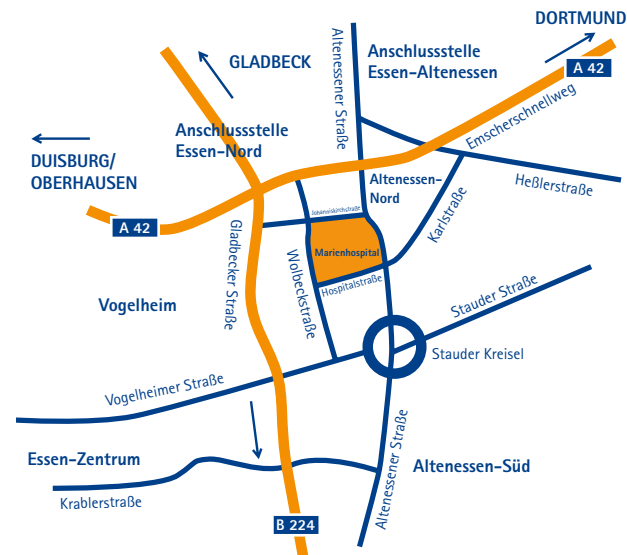 DORTMUND
GLADBECK
Anschlussstelle
Essen-Altenessen
A 42
Altenessener Straße
Emscherschnellweg
Anschlussstelle
Essen-Nord
DUISBURG/
OBERHAUSEN
A 42
Altenessen-
Nord
Heßlerstraße
Johanniskirchstraße
Karlstraße
Marienhospital
Gladbecker Straße
Wolbeckstraße
Hospitalstraße
Vogelheim
Stauder Straße
Stauder Kreisel
Vogelheimer Straße
Essen-Zentrum
Altenessener Straße
Altenessen-Süd
Krablerstraße
B 224